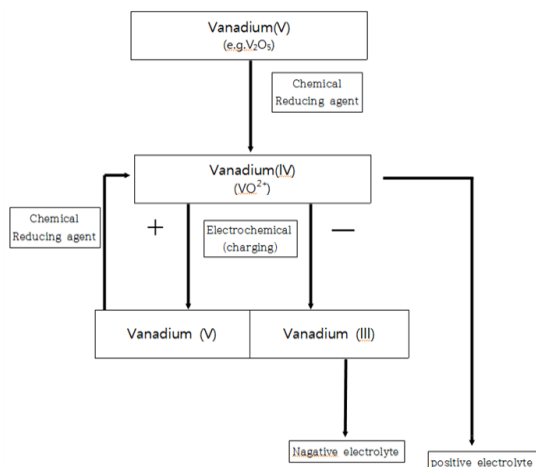 Vanadium(V)
(e.g.V₂O₅)
Chemical
Reducing agent
Vanadium(IV)
(VO²⁺)
Chemical
Reducing agent
+
Electrochemical
(charging)
—
Vanadium (V)
Vanadium (III)
Nagative electrolyte
positive electrolyte